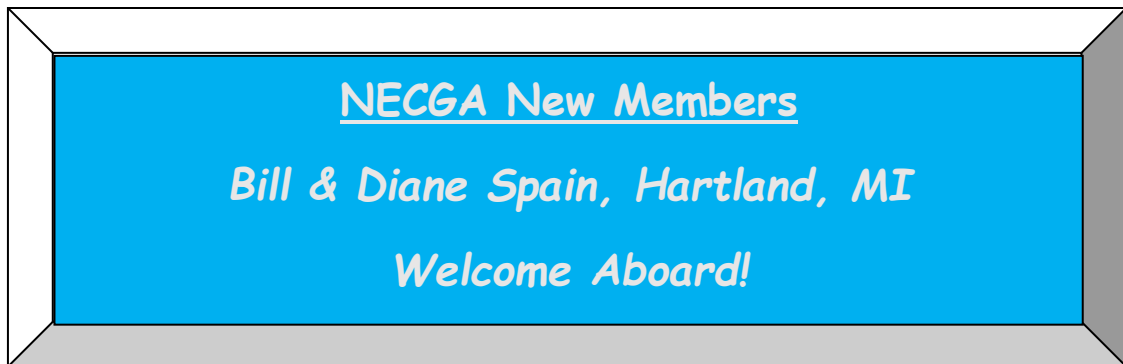 NECGA New Members
Bill & Diane Spain, Hartland, MI
Welcome Aboard!